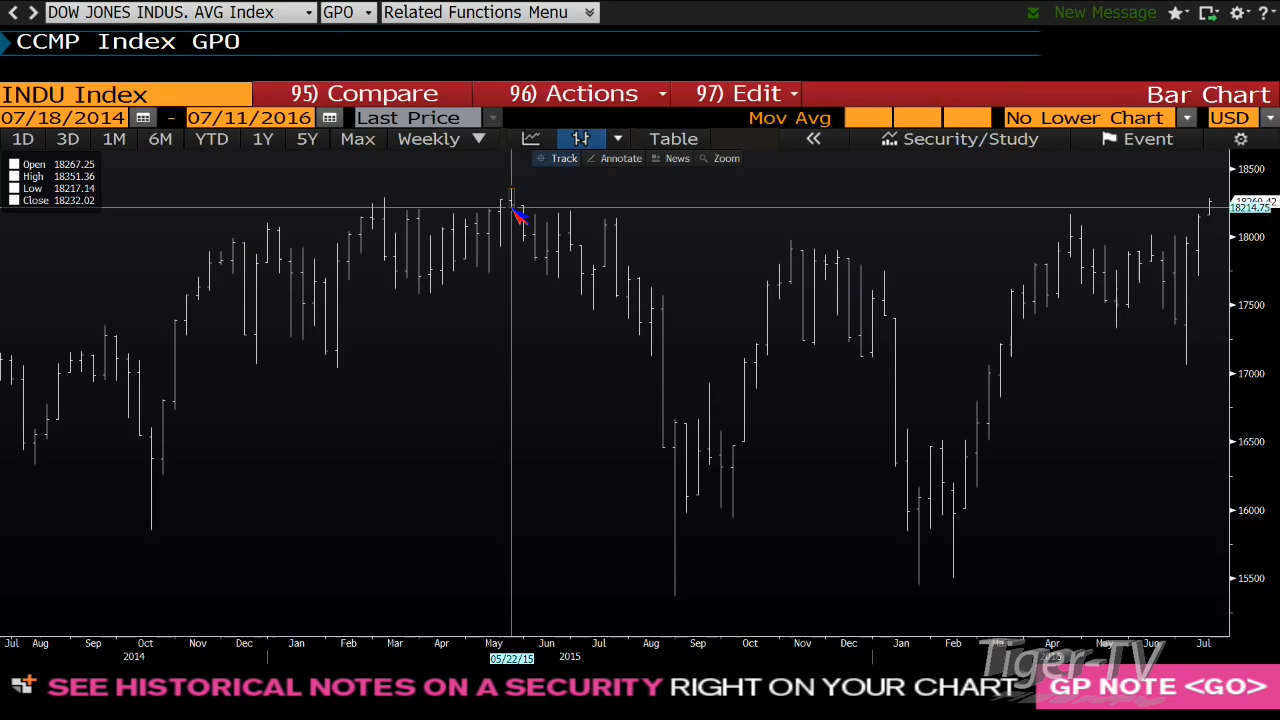 DOW JONES INDUS. AVG Index GPO Related Functions Menu New Message ?
CCMP Index GPO
INDU Index 95) Compare 96) Actions 97) Edit Bar Chart
07/18/2014 - 07/11/2016 Last Price Mov Avg No Lower Chart USD
1D 3D 1M 6M YTD 1Y 5Y Max Weekly Table Security/Study Event
Track Annotate News Zoom
Open 18267.25
High 18351.36
Low 18217.14
Close 18232.02
18500
18260.42
18214.75
18000
17500
17000
16500
16000
15500
Jul Aug Sep Oct Nov Dec Jan Feb Mar Apr May Jun Jul Aug Sep Oct Nov Dec Jan Feb Apr May Jun Jul
2014 05/22/15 2015
Tiger-TV
SEE HISTORICAL NOTES ON A SECURITY RIGHT ON YOUR CHART GP NOTE <GO>